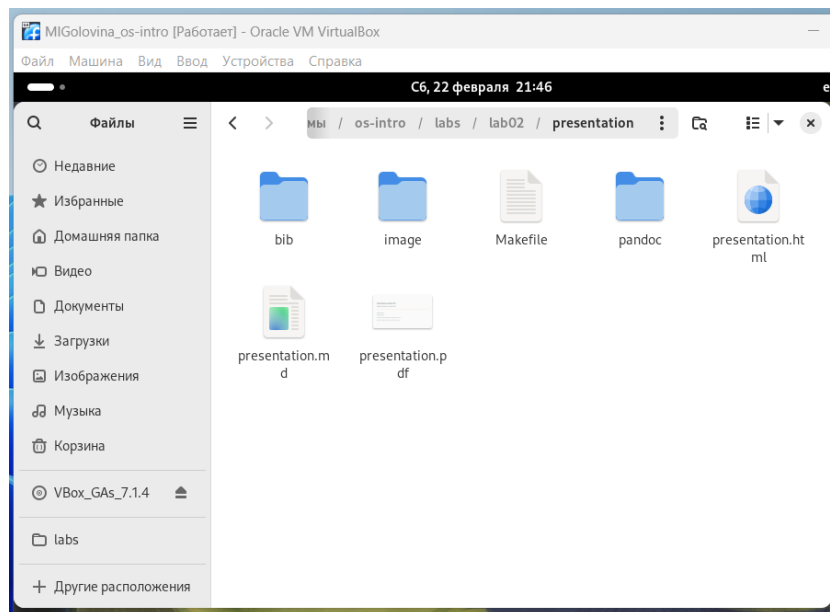 MIGolovina_os-intro [Работает] - Oracle VM VirtualBox
Файл Машина Вид Ввод Устройства Справка
Сб, 22 февраля 21:46
Файлы
мы / os-intro / labs / lab02 / presentation
Недавние
Избранные
Домашняя папка
Видео
Документы
Загрузки
Изображения
Музыка
Корзина
VBox_GAs_7.1.4
labs
Другие расположения
bib
image
Makefile
pandoc
presentation.ht
ml
presentation.m
d
presentation.p
df